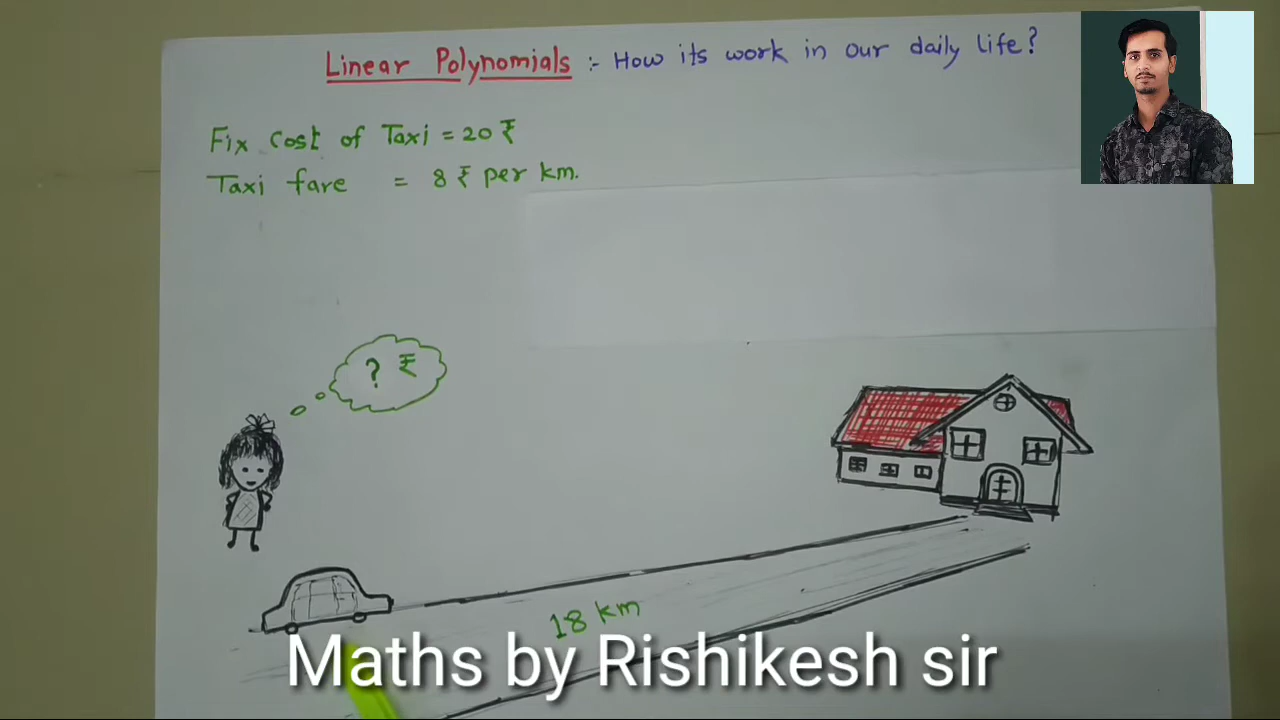 Linear Polynomials :- How its work in our daily life?
Fix Cost of Taxi = 20 ₹
Taxi fare = 8 ₹ per km.
? ₹
18 km
Maths by Rishikesh sir